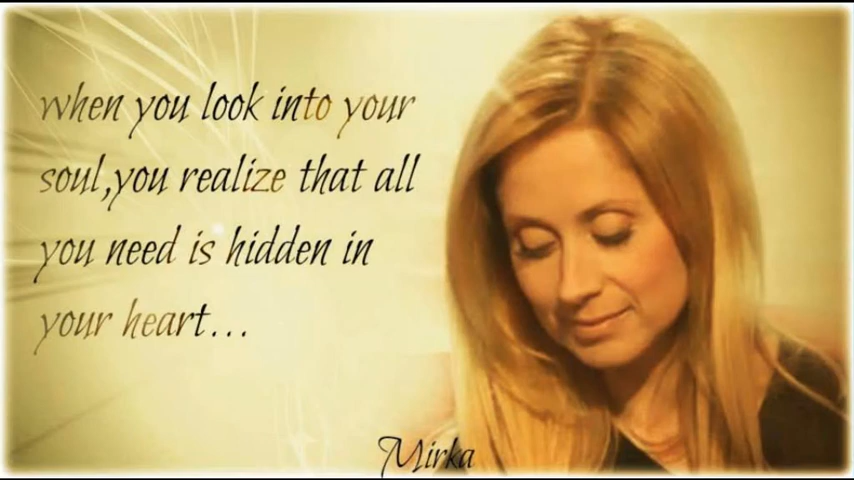 when you look into your
soul,you realize that all
you need is hidden in
your heart...
Mirka